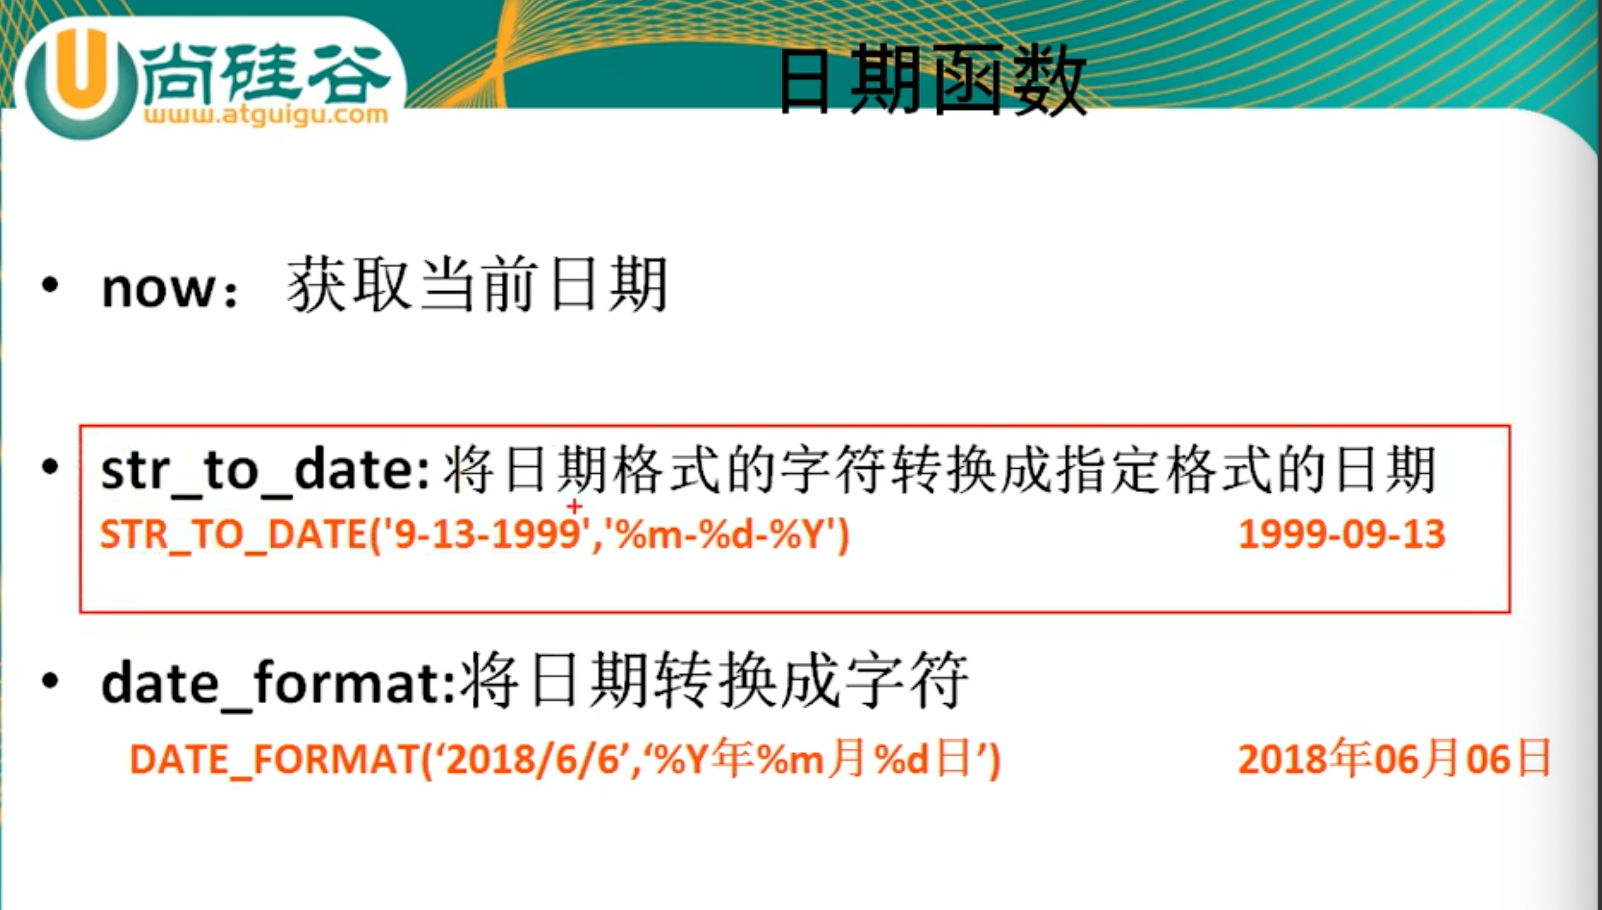 尚硅谷
www.atguigu.com
日期函数
• now： 获取当前日期
• str_to_date: 将日期格式的字符转换成指定格式的日期
STR_TO_DATE('9-13-1999','%m-%d-%Y') 1999-09-13
• date_format:将日期转换成字符
DATE_FORMAT(‘2018/6/6’,‘%Y年%m月%d日’) 2018年06月06日